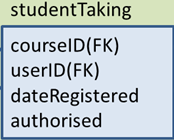 studentTaking
courseID(FK)
userID(FK)
dateRegistered
authorised